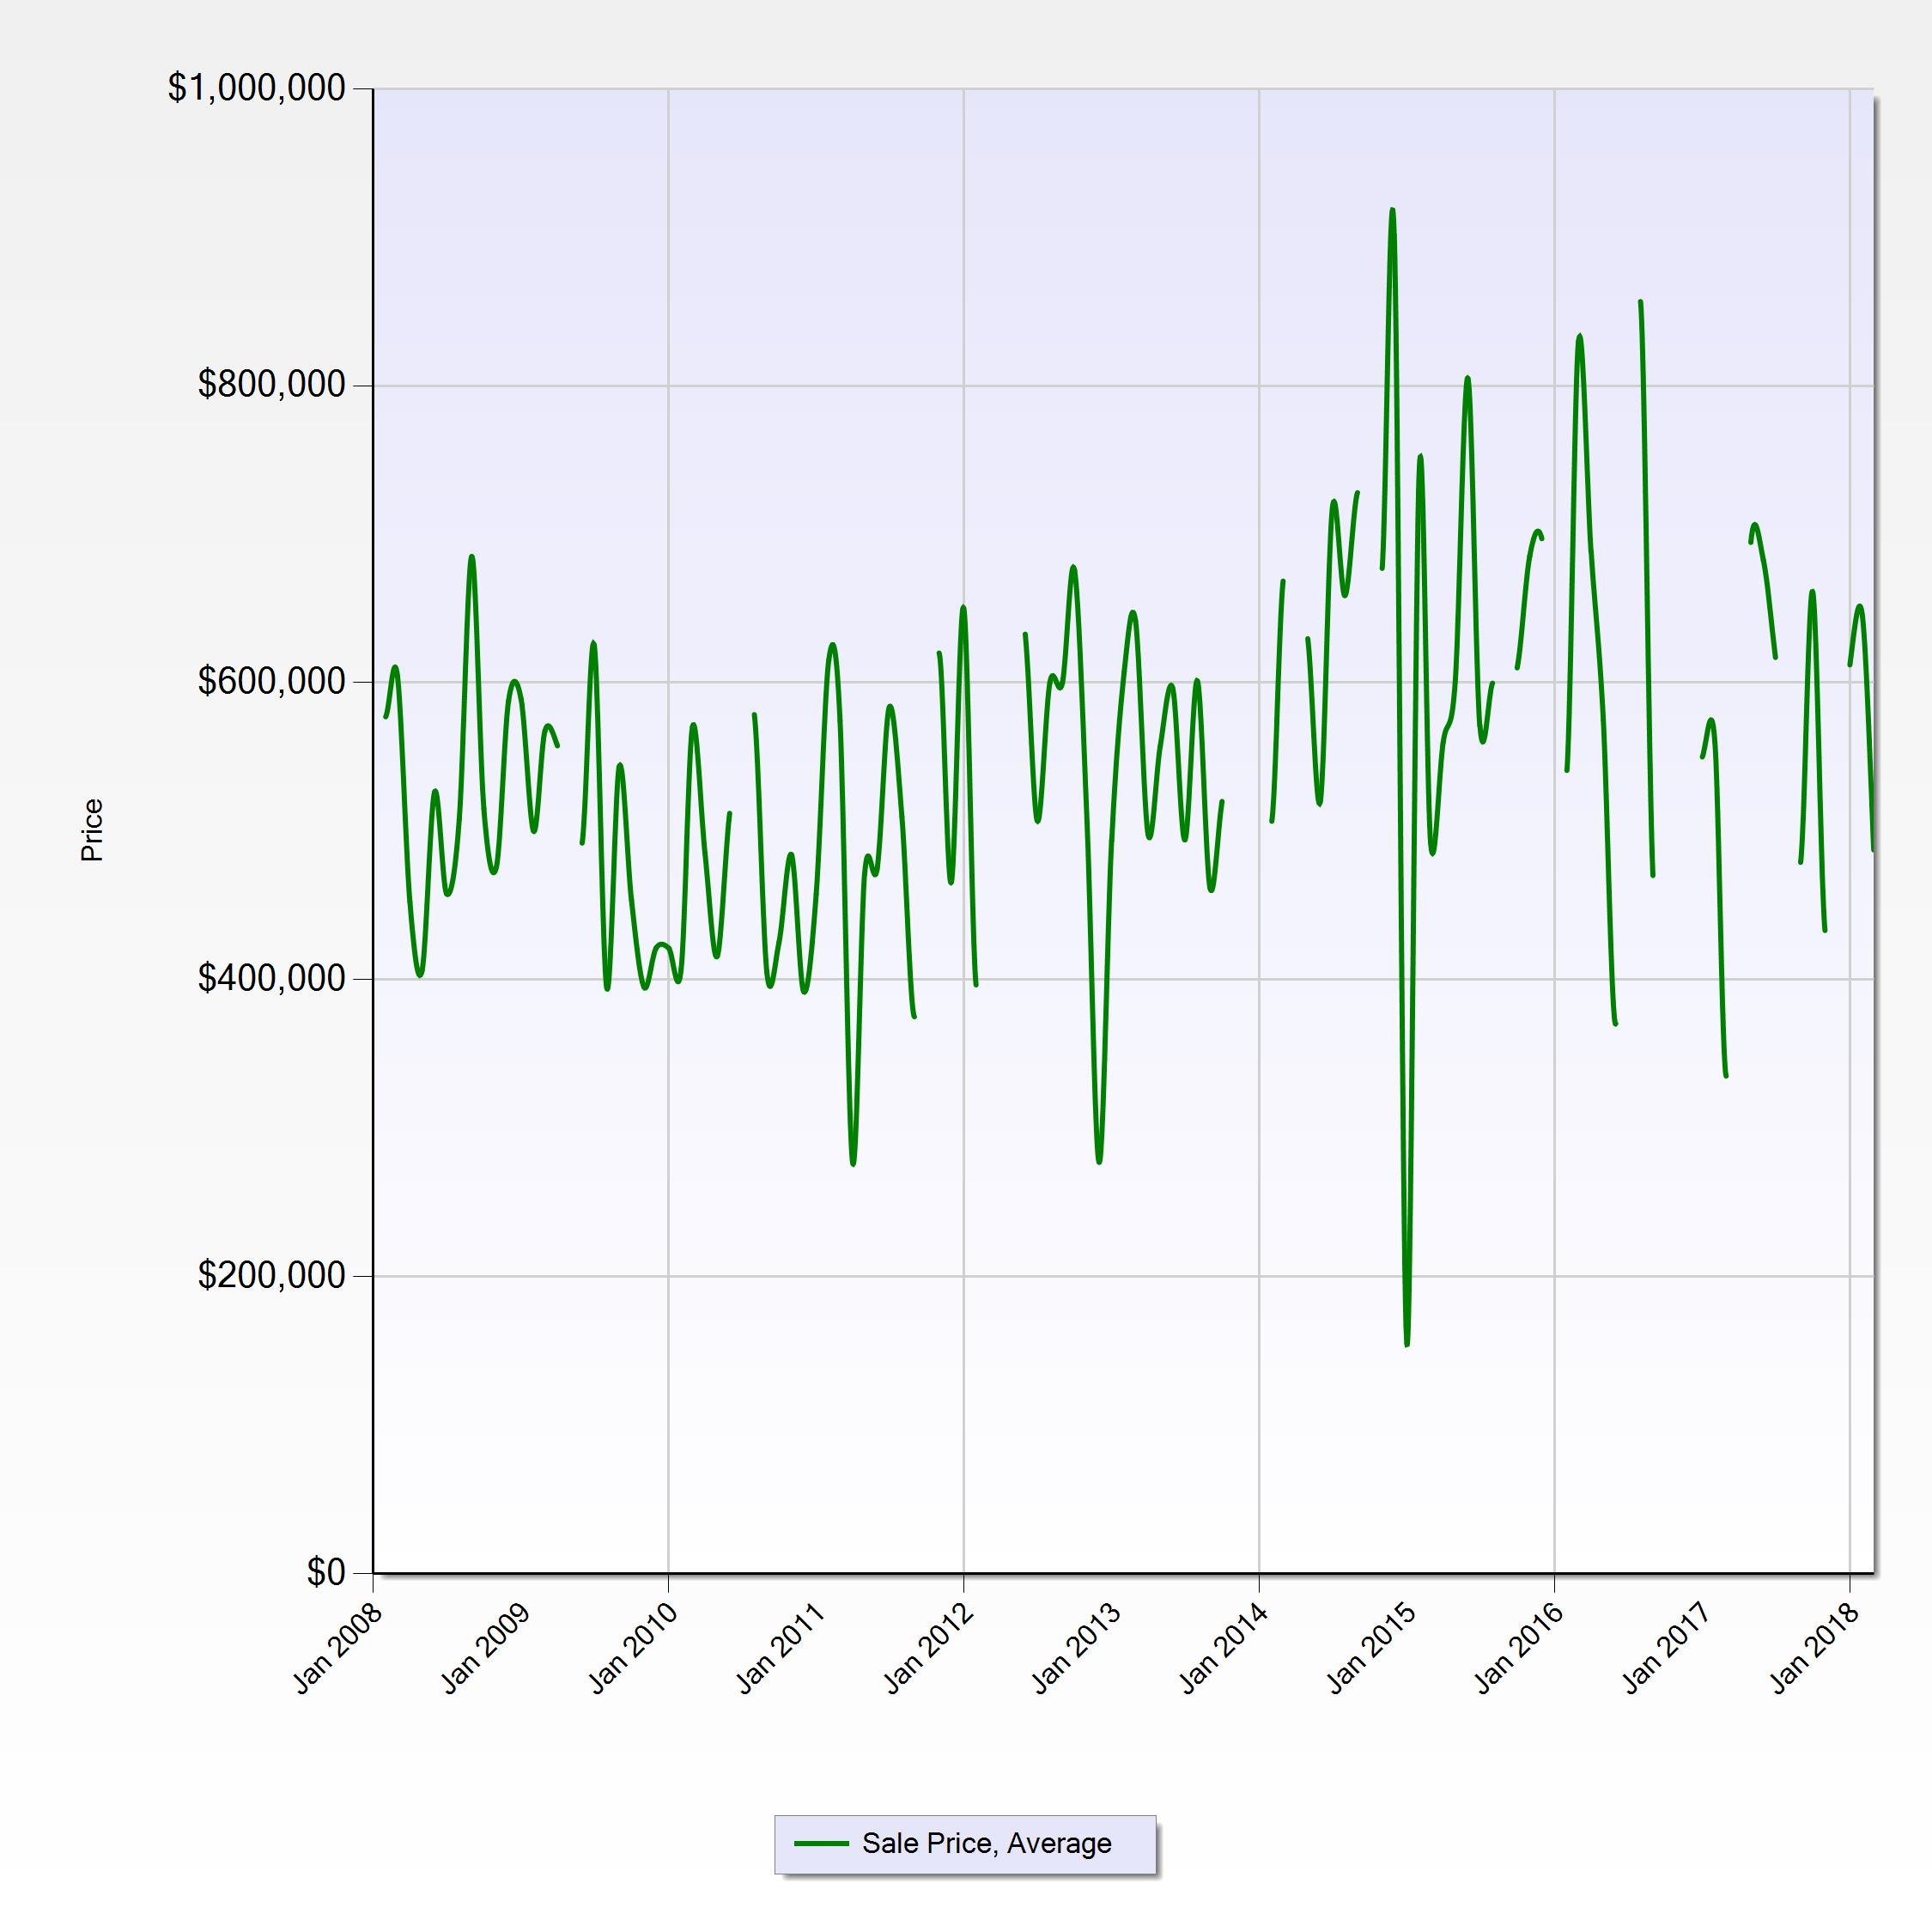 $1,000,000
$800,000
$600,000
$400,000
$200,000
$0
Price
Jan 2008
Jan 2009
Jan 2010
Jan 2011
Jan 2012
Jan 2013
Jan 2014
Jan 2015
Jan 2016
Jan 2017
Jan 2018
Sale Price, Average